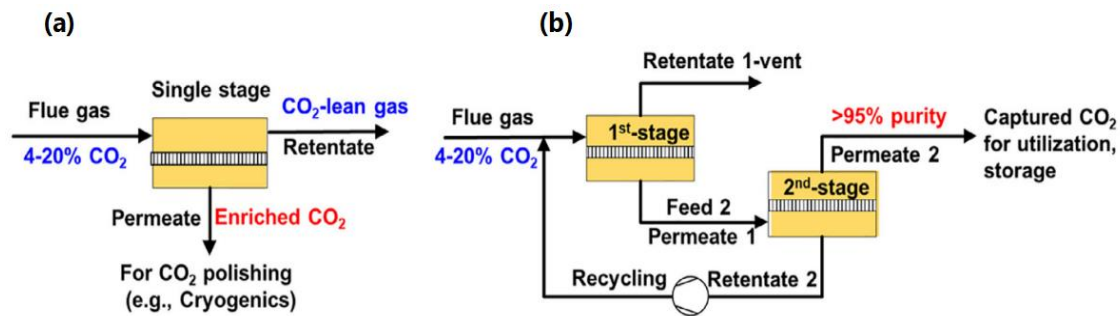 (a)
Single stage
Flue gas
4-20% CO₂
CO₂-lean gas
Retentate
Permeate
Enriched CO₂
For CO₂ polishing
(e.g., Cryogenics)
(b)
Retentate 1-vent
Flue gas
4-20% CO₂
1ˢᵗ-stage
>95% purity
Permeate 2
Captured CO₂
for utilization,
storage
2ⁿᵈ-stage
Feed 2
Permeate 1
Recycling
Retentate 2